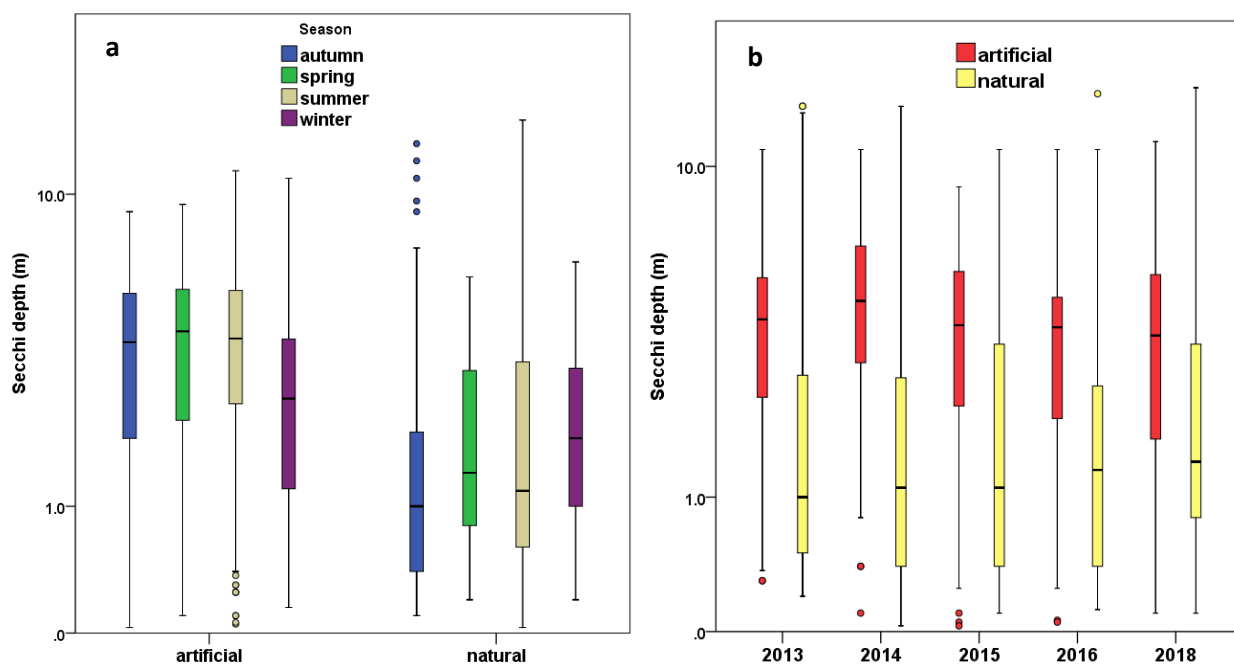 a
Season
autumn
spring
summer
winter
Secchi depth (m)
10.0
1.0
.0
artificial natural
b
artificial
natural
Secchi depth (m)
10.0
1.0
.0
2013 2014 2015 2016 2018